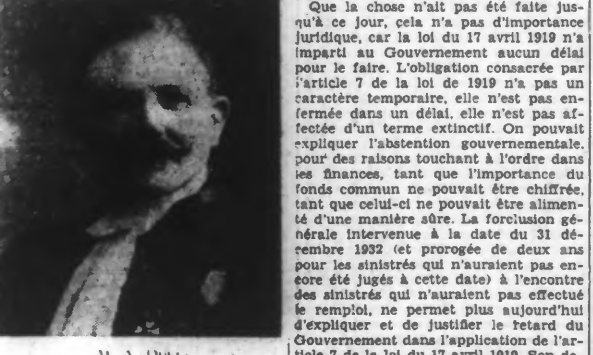 Que la chose n'ait pas été faite jus-
qu'à ce jour, cela n'a pas d'importance
juridique, car la loi du 17 avril 1919 n'a
imparti au Gouvernement aucun délai
pour le faire. L'obligation consacrée par
l'article 7 de la loi de 1919 n'a pas un
caractère temporaire, elle n'est pas en-
fermée dans un délai, elle n'est pas af-
fectée d'un terme extinctif. On pouvait
expliquer l'abstention gouvernementale,
pour des raisons touchant à l'ordre dans
les finances, tant que l'importance du
fonds commun ne pouvait être chiffrée,
tant que celui-ci ne pouvait être alimen-
té d'une manière sûre. La forclusion gé-
nérale intervenue à la date du 31 dé-
cembre 1932 (et prorogée de deux ans
pour les sinistrés qui n'auraient pas en-
core été jugés à cette date) à l'encontre
des sinistrés qui n'auraient pas effectué
le remploi, ne permet plus aujourd'hui
d'expliquer et de justifier le retard du
Gouvernement dans l'application de l'ar-
ticle 7 de la loi du 17 avril 1919.